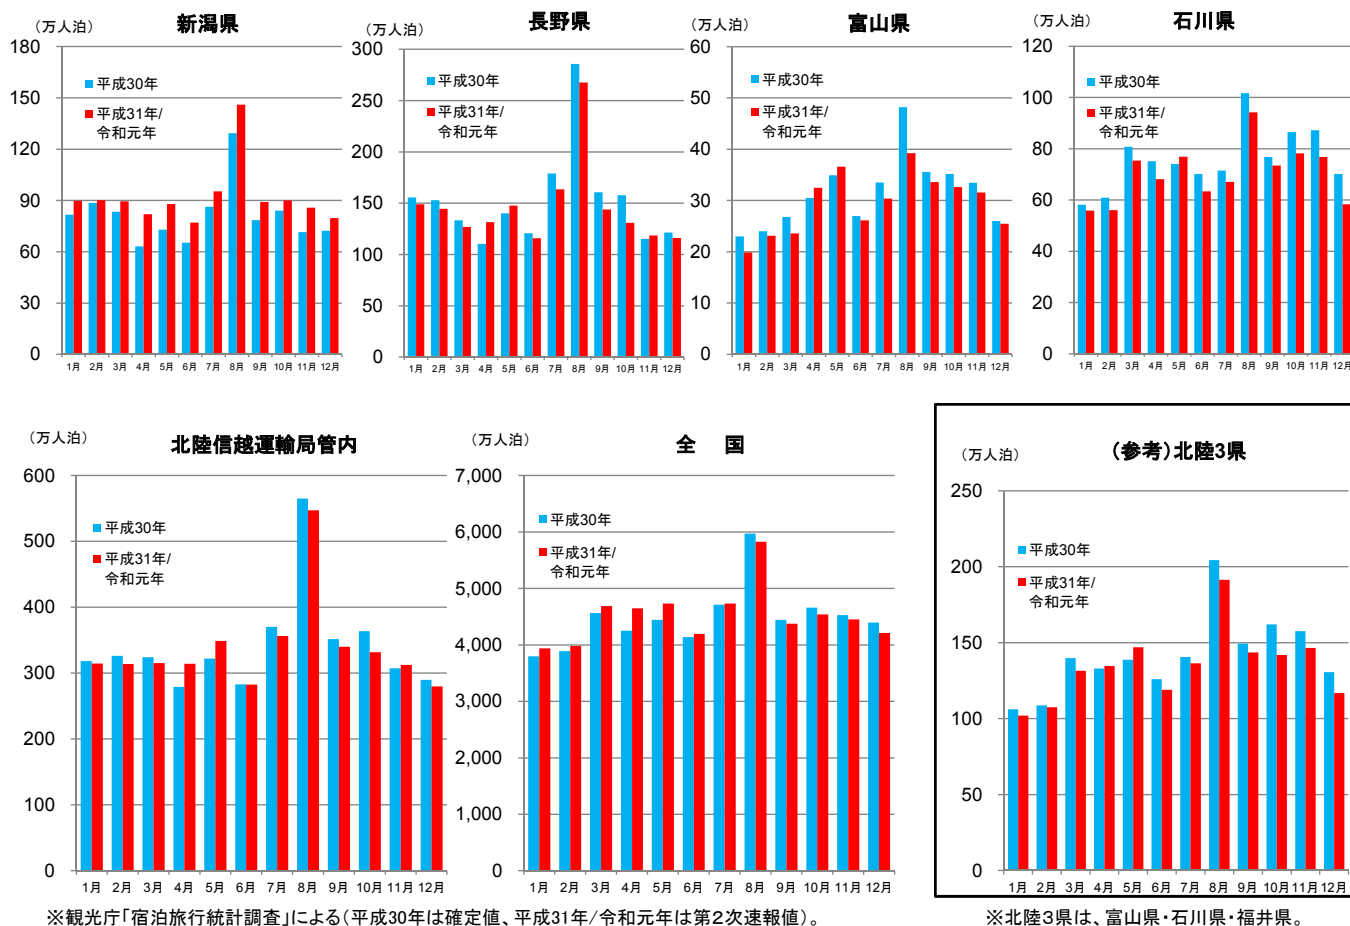 新潟県
(万人泊)
180
150
120
90
60
30
0
平成30年
平成31年/
令和元年
1月 2月 3月 4月 5月 6月 7月 8月 9月 10月 11月 12月
長野県
(万人泊)
300
250
200
150
100
50
0
平成30年
平成31年/
令和元年
1月 2月 3月 4月 5月 6月 7月 8月 9月 10月 11月 12月
富山県
(万人泊)
60
50
40
30
20
10
0
平成30年
平成31年/
令和元年
1月 2月 3月 4月 5月 6月 7月 8月 9月 10月 11月 12月
石川県
(万人泊)
120
100
80
60
40
20
0
平成30年
平成31年/
令和元年
1月 2月 3月 4月 5月 6月 7月 8月 9月 10月 11月 12月
北陸信越運輸局管内
(万人泊)
600
500
400
300
200
100
0
平成30年
平成31年/
令和元年
1月 2月 3月 4月 5月 6月 7月 8月 9月 10月 11月 12月
全 国
(万人泊)
7,000
6,000
5,000
4,000
3,000
2,000
1,000
0
平成30年
平成31年/
令和元年
1月 2月 3月 4月 5月 6月 7月 8月 9月 10月 11月 12月
(参考)北陸3県
(万人泊)
250
200
150
100
50
0
平成30年
平成31年/
令和元年
1月 2月 3月 4月 5月 6月 7月 8月 9月 10月 11月 12月
※観光庁「宿泊旅行統計調査」による(平成30年は確定値、平成31年/令和元年は第2次速報値)。
※北陸3県は、富山県・石川県・福井県。